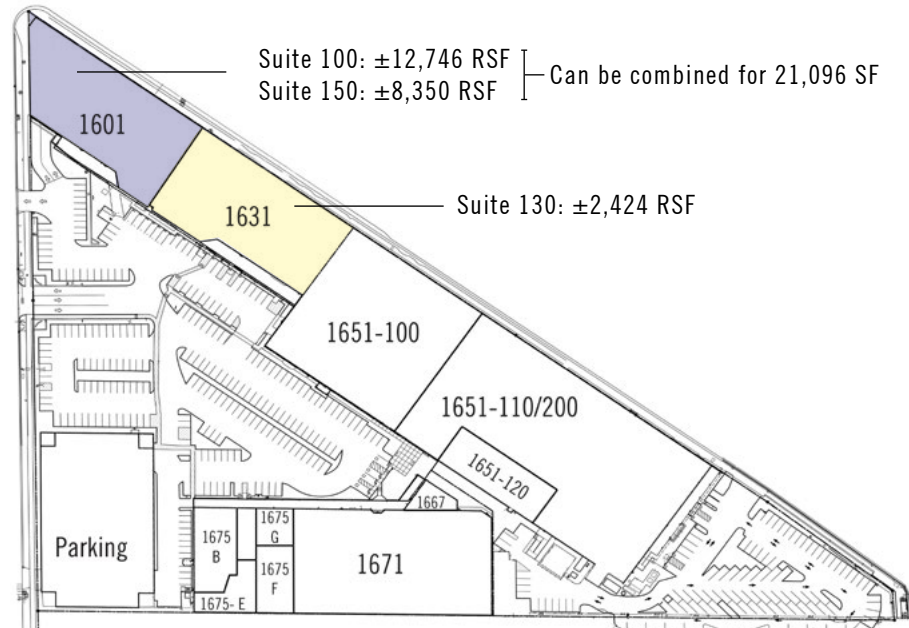 Suite 100: ±12,746 RSF
Suite 150: ±8,350 RSF
Can be combined for 21,096 SF
1601
Suite 130: ±2,424 RSF
1631
1651-100
1651-110/200
1651-120
1667
Parking
1675
B
1675
G
1675
F
1675- E
1671